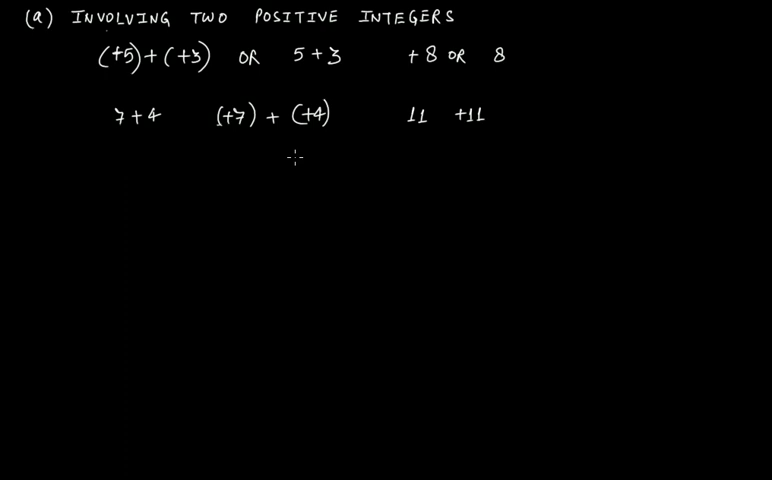 (a) INVOLVING TWO POSITIVE INTEGERS
(+5) + (+3) OR 5 + 3 + 8 OR 8
7 + 4 (+7) + (+4) 11 +11